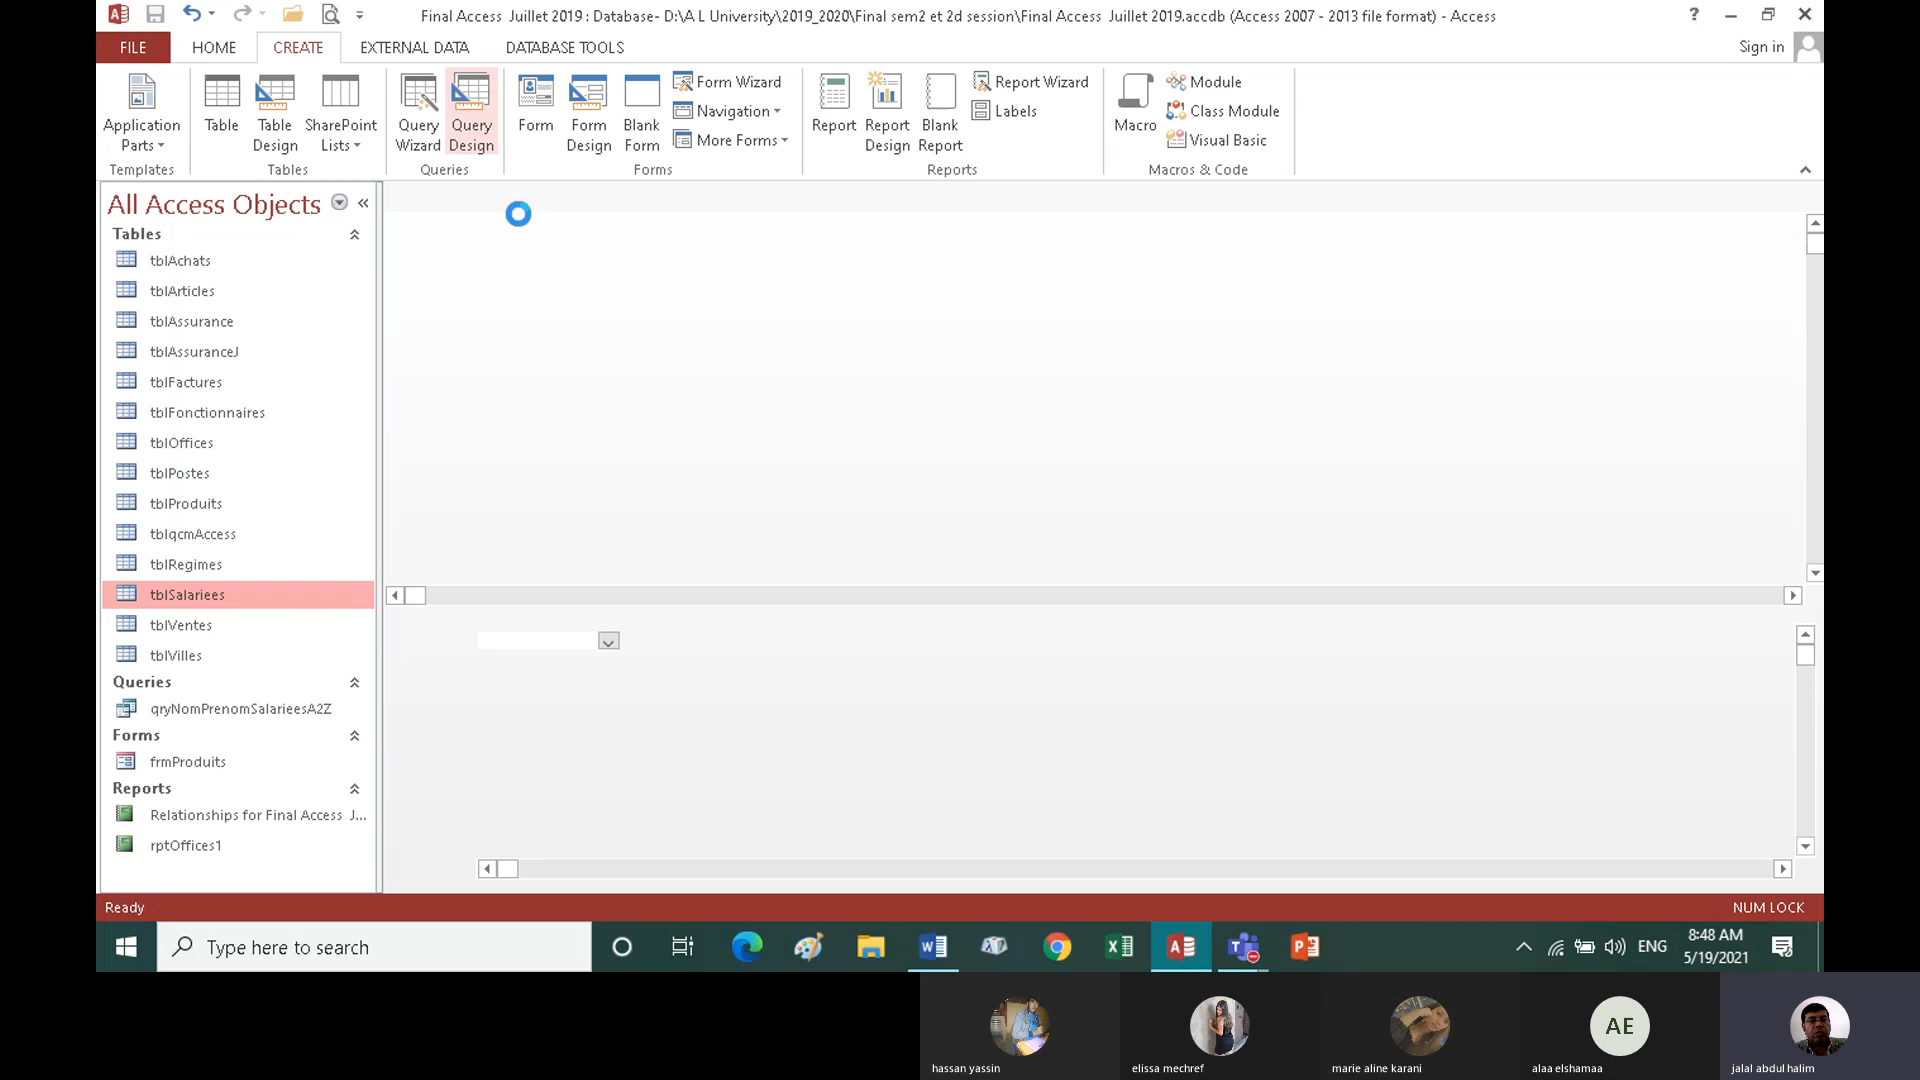 Final Access Juillet 2019 : Database- D:\A L University\2019_2020\Final sem2 et 2d session\Final Access Juillet 2019.accdb (Access 2007 - 2013 file format) - Access
FILE HOME CREATE EXTERNAL DATA DATABASE TOOLS Sign in
Application Parts
Table
Table Design
SharePoint Lists
Query Wizard
Query Design
Form
Form Design
Blank Form
Form Wizard
Navigation
More Forms
Report
Report Design
Blank Report
Report Wizard
Labels
Macro
Module
Class Module
Visual Basic
Templates Tables Queries Forms Reports Macros & Code
All Access Objects
Tables
tblAchats
tblArticles
tblAssurance
tblAssuranceJ
tblFactures
tblFonctionnaires
tblOffices
tblPostes
tblProduits
tblqcmAccess
tblRegimes
tblSalariees
tblVentes
tblVilles
Queries
qryNomPrenomSalarieesA2Z
Forms
frmProduits
Reports
Relationships for Final Access J...
rptOffices1
Ready NUM LOCK
Type here to search
ENG
8:48 AM
5/19/2021
AE
hassan yassin
elissa mechref
marie aline karani
alaa elshamaa
jalal abdul halim